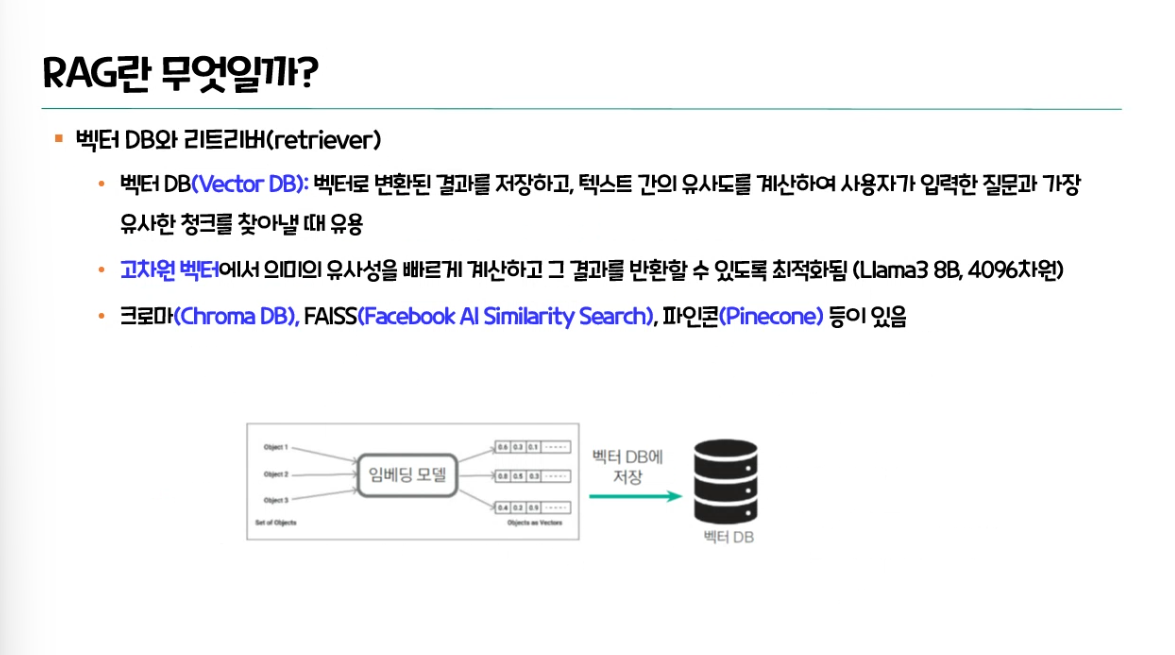 RAG란 무엇일까?
벡터 DB와 리트리버(retriever)
벡터 DB(Vector DB): 벡터로 변환된 결과를 저장하고, 텍스트 간의 유사도를 계산하여 사용자가 입력한 질문과 가장
유사한 청크를 찾아낼 때 유용
고차원 벡터에서 의미의 유사성을 빠르게 계산하고 그 결과를 반환할 수 있도록 최적화됨 (Llama3 8B, 4096차원)
크로마(Chroma DB), FAISS(Facebook AI Similarity Search), 파인콘(Pinecone) 등이 있음
Object 1
Object 2
Object 3
Set of Objects
임베딩 모델
0.6 0.3 0.1 -----
0.8 0.5 0.3 -----
0.4 0.2 0.9 -----
Objects as Vectors
벡터 DB에
저장
벡터 DB